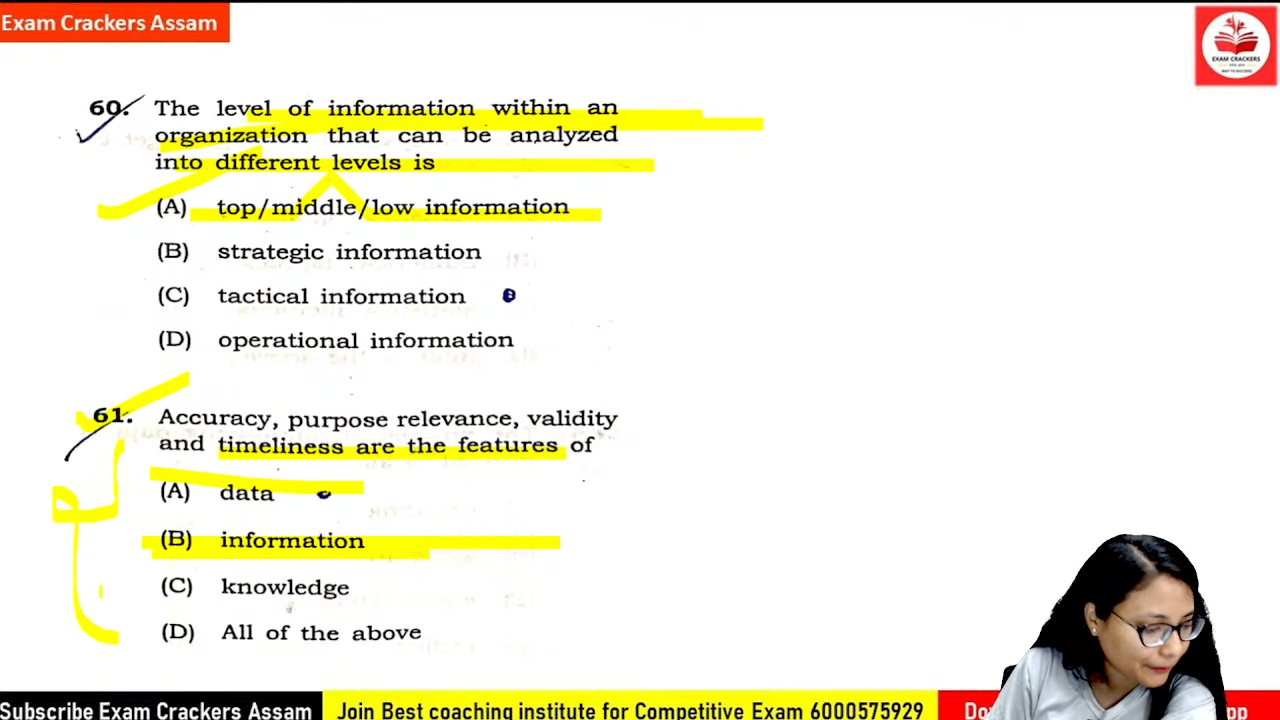 Exam Crackers Assam
EXAM CRACKERS
60. The level of information within an
organization that can be analyzed
into different levels is
(A) top/middle/low information
(B) strategic information
(C) tactical information
(D) operational information
61. Accuracy, purpose relevance, validity
and timeliness are the features of
(A) data
(B) information
(C) knowledge
(D) All of the above
Subscribe Exam Crackers Assam
Join Best coaching institute for Competitive Exam 6000575929